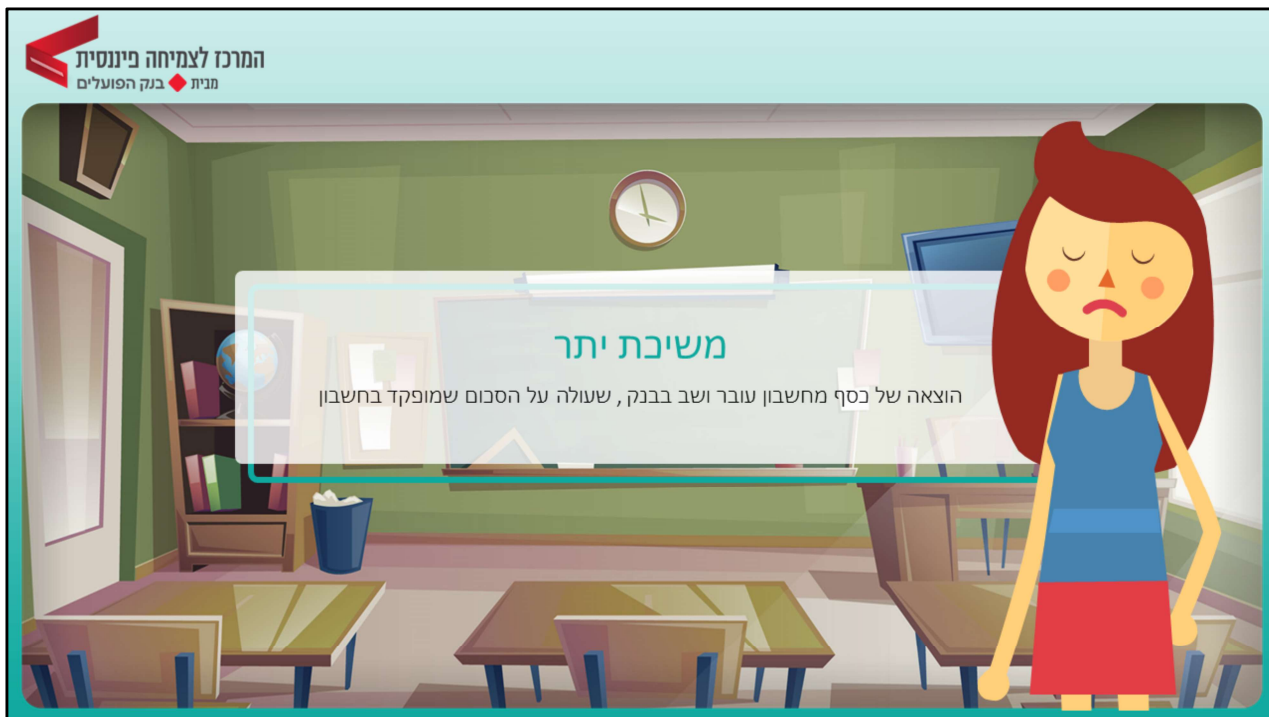 המרכז לצמיחה פיננסית
מבית בנק הפועלים
משיכת יתר
הוצאה של כסף מחשבון עובר ושב בבנק , שעולה על הסכום שמופקד בחשבון